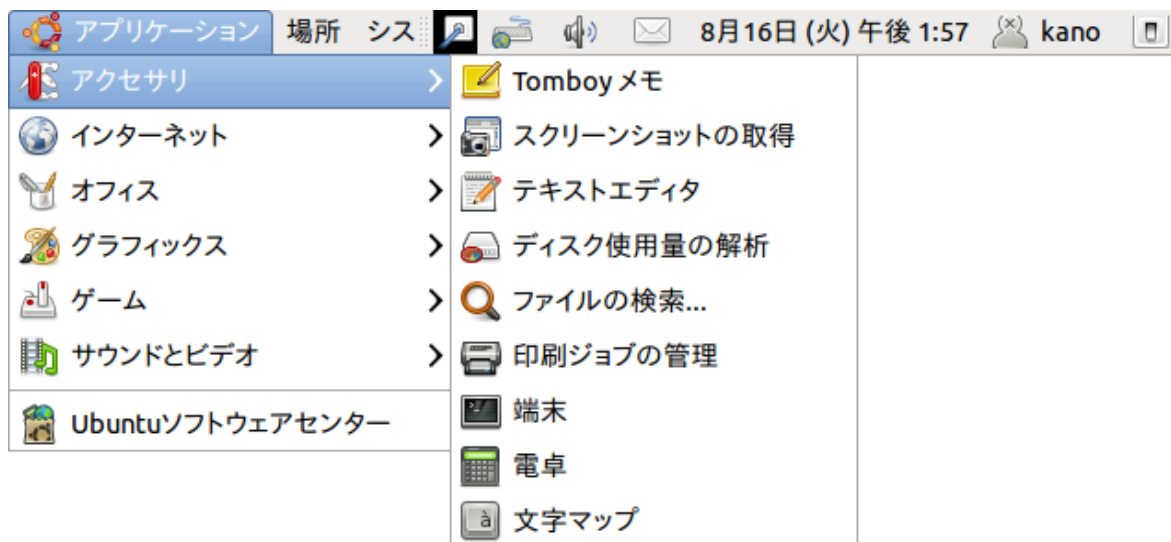 アプリケーション 場所 シス 8月16日 (火) 午後 1:57 kano
アクセサリ
インターネット
オフィス
グラフィックス
ゲーム
サウンドとビデオ
Ubuntuソフトウェアセンター
Tomboy メモ
スクリーンショットの取得
テキストエディタ
ディスク使用量の解析
ファイルの検索...
印刷ジョブの管理
端末
電卓
文字マップ